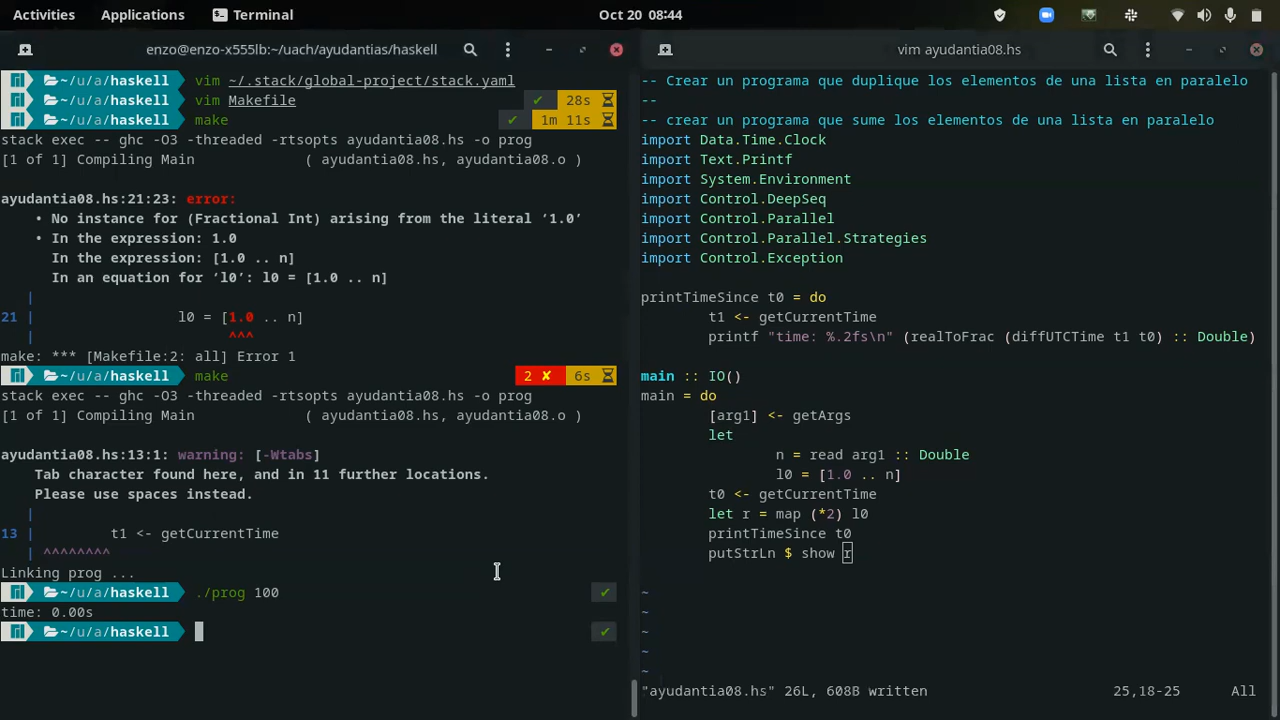 Activities Applications Terminal Oct 20 08:44
enzo@enzo-x555lb:~/uach/ayudantias/haskell
~/u/a/haskell vim ~/.stack/global-project/stack.yaml
~/u/a/haskell vim Makefile ✔ 28s
~/u/a/haskell make ✔ 1m 11s
stack exec -- ghc -O3 -threaded -rtsopts ayudantia08.hs -o prog
[1 of 1] Compiling Main ( ayudantia08.hs, ayudantia08.o )
ayudantia08.hs:21:23: error:
• No instance for (Fractional Int) arising from the literal ‘1.0’
• In the expression: 1.0
In the expression: [1.0 .. n]
In an equation for ‘l0’: l0 = [1.0 .. n]
|
21 | l0 = [1.0 .. n]
| ^^^
make: *** [Makefile:2: all] Error 1
~/u/a/haskell make 2 ✘ 6s
stack exec -- ghc -O3 -threaded -rtsopts ayudantia08.hs -o prog
[1 of 1] Compiling Main ( ayudantia08.hs, ayudantia08.o )
ayudantia08.hs:13:1: warning: [-Wtabs]
Tab character found here, and in 11 further locations.
Please use spaces instead.
|
13 | t1 <- getCurrentTime
| ^^^^^^^^
Linking prog ...
~/u/a/haskell ./prog 100 ✔
time: 0.00s
~/u/a/haskell ✔
vim ayudantia08.hs
-- Crear un programa que duplique los elementos de una lista en paralelo
--
-- crear un programa que sume los elementos de una lista en paralelo
import Data.Time.Clock
import Text.Printf
import System.Environment
import Control.DeepSeq
import Control.Parallel
import Control.Parallel.Strategies
import Control.Exception
printTimeSince t0 = do
t1 <- getCurrentTime
printf "time: %.2fs\n" (realToFrac (diffUTCTime t1 t0) :: Double)
main :: IO()
main = do
[arg1] <- getArgs
let
n = read arg1 :: Double
l0 = [1.0 .. n]
t0 <- getCurrentTime
let r = map (*2) l0
printTimeSince t0
putStrLn $ show r
~
~
~
~
~
"ayudantia08.hs" 26L, 608B written 25,18-25 All